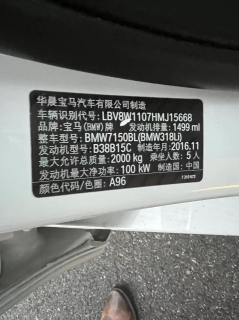 华晨宝马汽车有限公司制造
车辆识别代号: LBV8W1107HMJ15668
品牌: 宝马(BMW)牌 发动机排量: 1499 ml
整车型号: BMW7150BL(BMW318Li)
发动机型号: B38B15C 制造年月: 2016.11
最大允许总质量: 2000 kg 乘坐人数: 5 人
发动机最大净功率: 100 kW 制造国: 中国
颜色代码/色标: A96